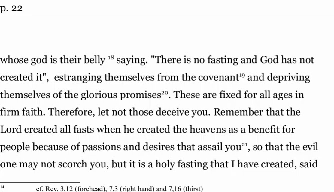 p. 22
whose god is their belly ¹⁸ saying. "There is no fasting and God has not
created it", estranging themselves from the covenant¹⁹ and depriving
themselves of the glorious promises²⁰. These are fixed for all ages in
firm faith. Therefore, let not those deceive you. Remember that the
Lord created all fasts when he created the heavens as a benefit for
people because of passions and desires that assail you²¹, so that the evil
one may not scorch you, but it is a holy fasting that I have created, said
cf. Rev. 3,12 (forehead), 7,3 (right hand) and 7,16 (thirst)